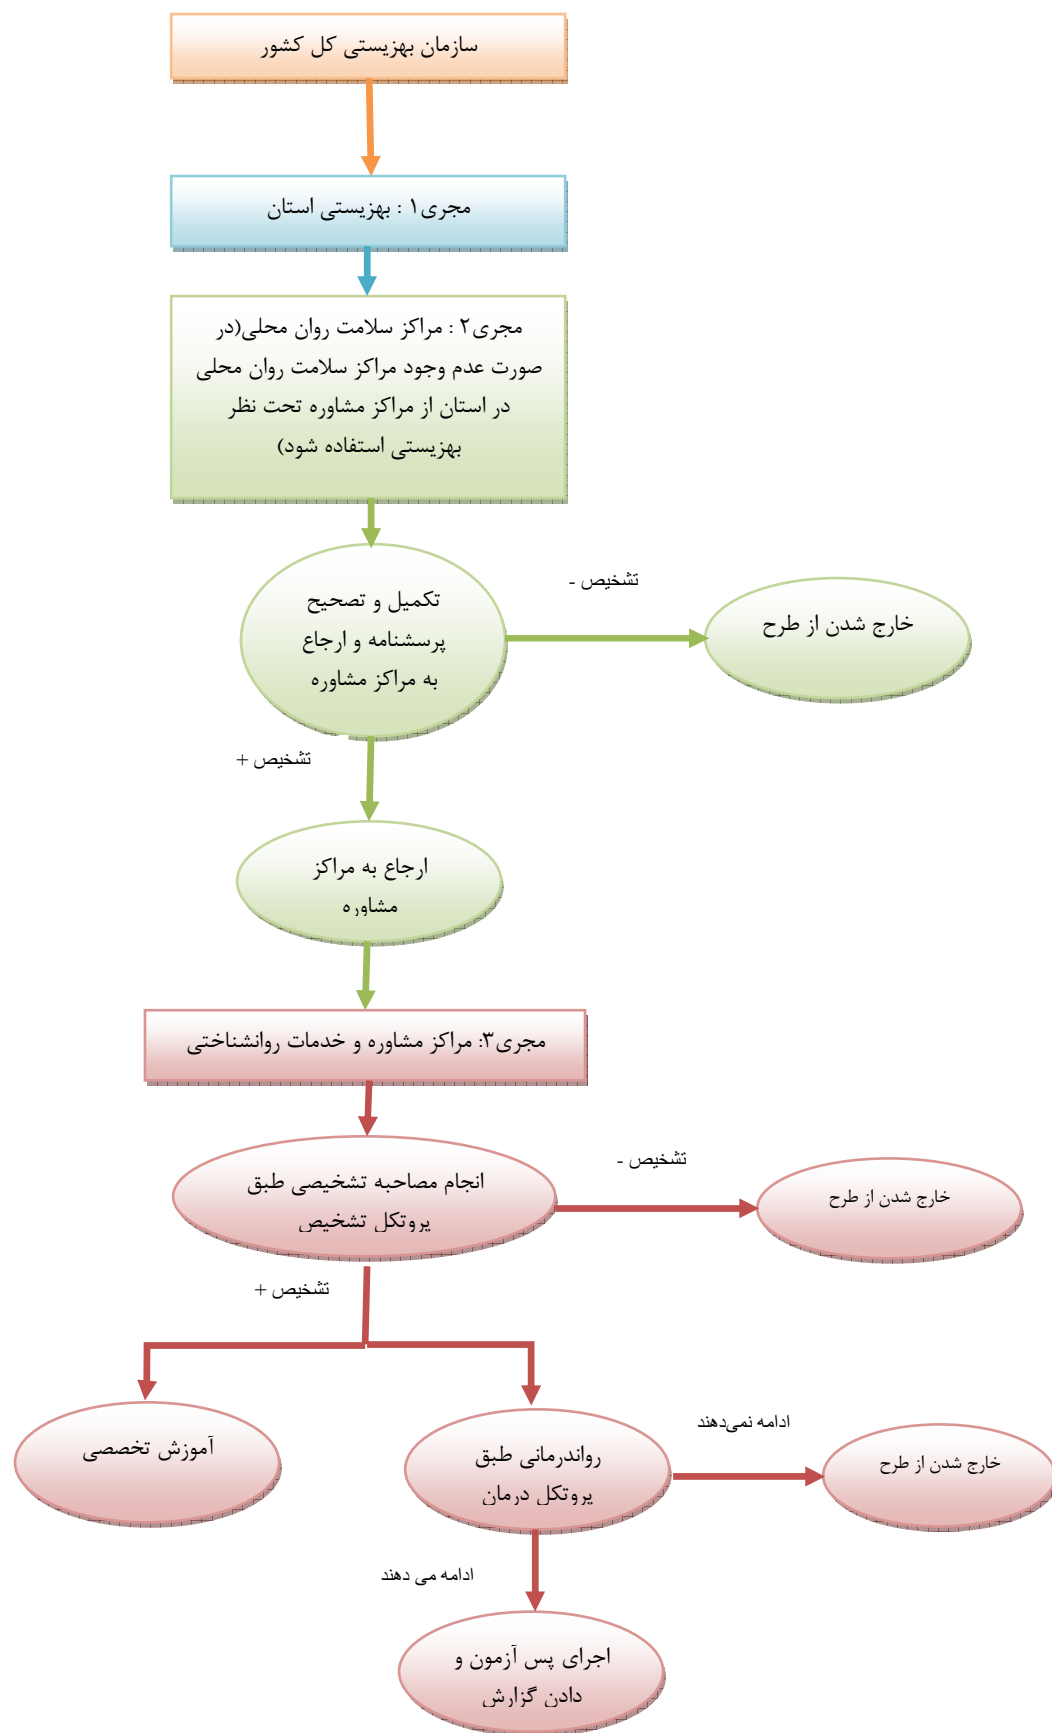 سازمان بهزیستی کل کشور
مجری۱ : بهزیستی استان
مجری۲ : مراکز سلامت روان محلی(در
صورت عدم وجود مراکز سلامت روان محلی
در استان از مراکز مشاوره تحت نظر
بهزیستی استفاده شود)
تکمیل و تصحیح
پرسشنامه و ارجاع
به مراکز مشاوره
تشخیص -
خارج شدن از طرح
تشخیص +
ارجاع به مراکز
مشاوره
مجری۳: مراکز مشاوره و خدمات روانشناختی
انجام مصاحبه تشخیصی طبق
پروتکل تشخیص
تشخیص -
خارج شدن از طرح
تشخیص +
آموزش تخصصی
رواندرمانی طبق
پروتکل درمان
ادامه نمی‌دهند
خارج شدن از طرح
ادامه می دهند
اجرای پس آزمون و
دادن گزارش